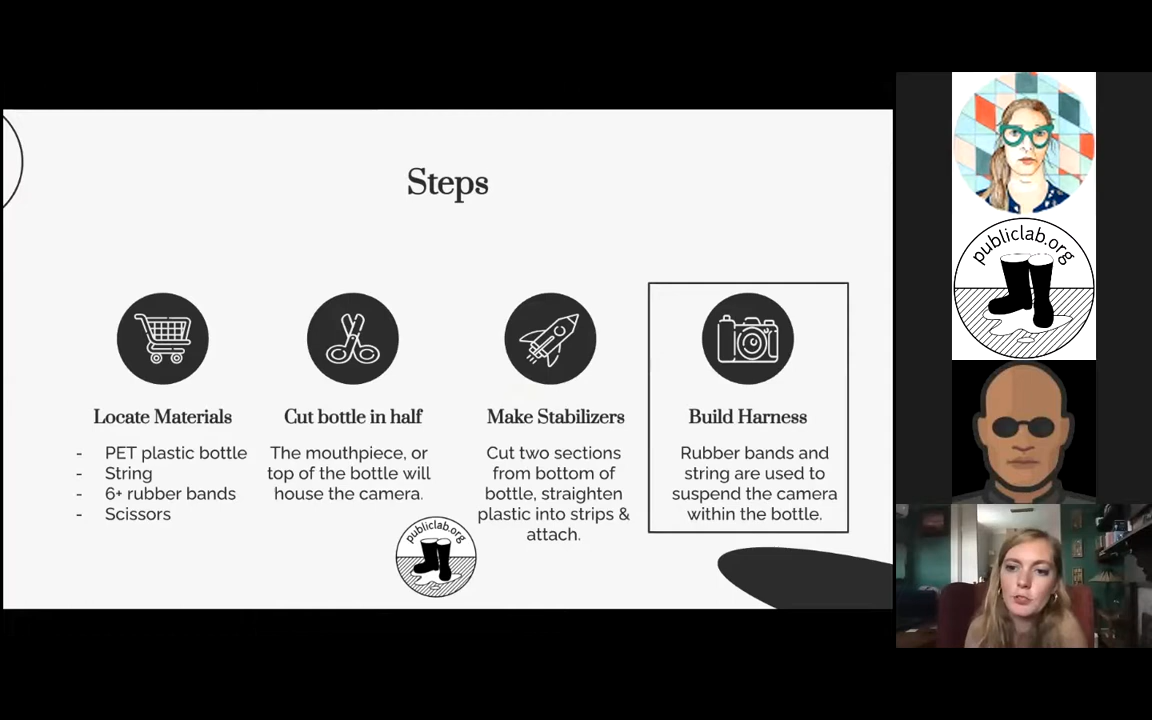 Steps
Locate Materials
- PET plastic bottle
- String
- 6+ rubber bands
- Scissors
Cut bottle in half
The mouthpiece, or
top of the bottle will
house the camera.
Make Stabilizers
Cut two sections
from bottom of
bottle, straighten
plastic into strips &
attach.
Build Harness
Rubber bands and
string are used to
suspend the camera
within the bottle.
publiclab.org
publiclab.org